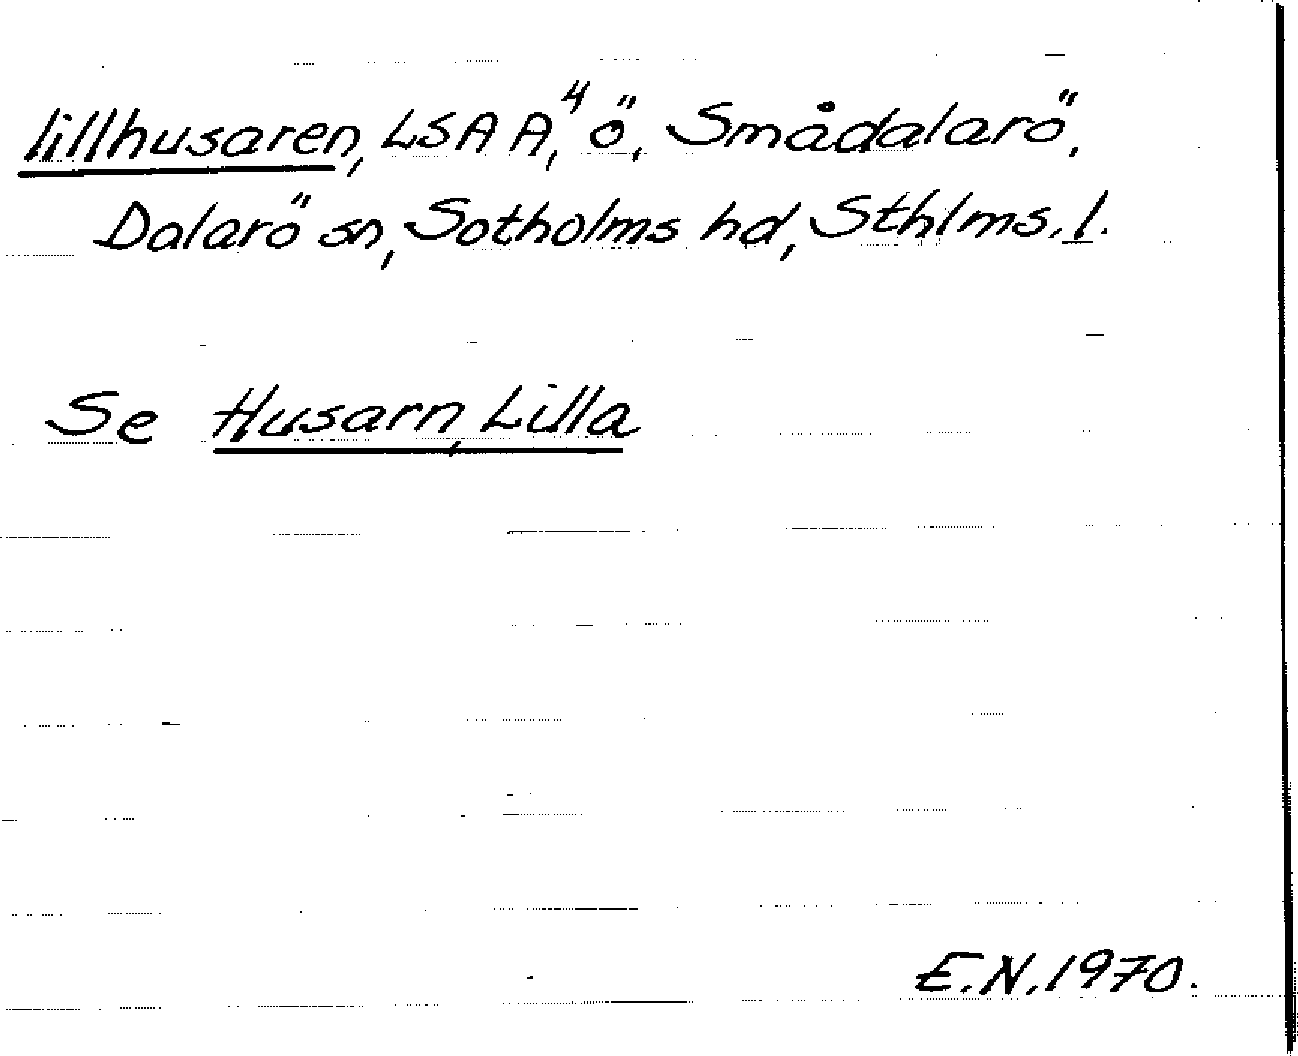 lillhusaren, LSA A⁴, ö, Smådalarö,
Dalarö sn, Sotholms hd, Sthlms. l.
Se Husarn, Lilla
E.N. 1970.